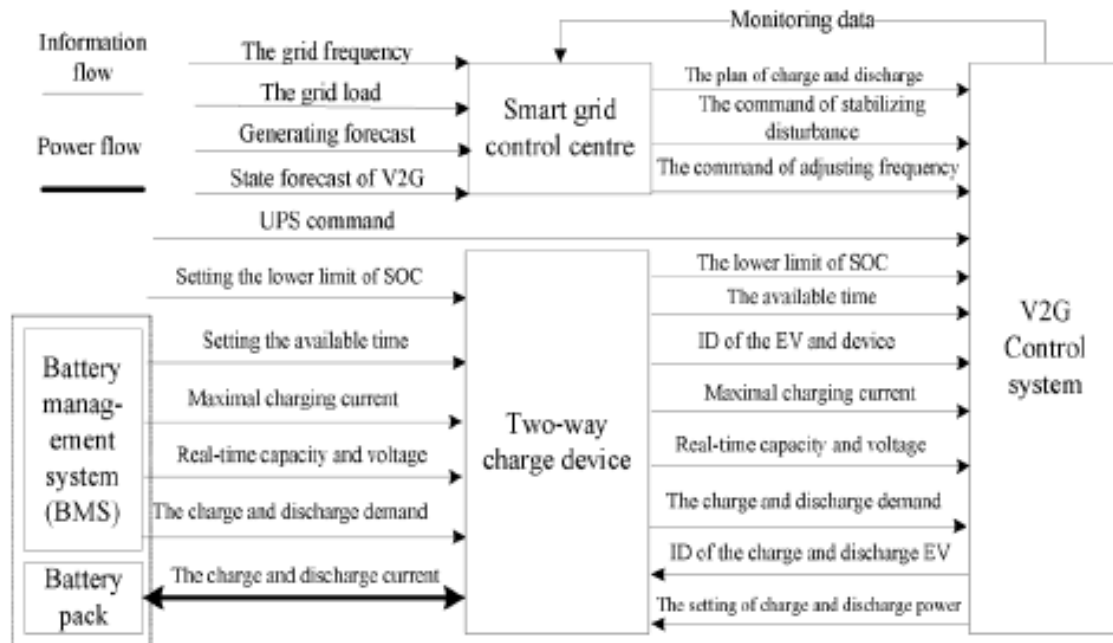 Monitoring data
Information
flow
The grid frequency
The grid load
Generating forecast
State forecast of V2G
Power flow
Smart grid
control centre
The plan of charge and discharge
The command of stabilizing
disturbance
The command of adjusting frequency
UPS command
Setting the lower limit of SOC
Setting the available time
Maximal charging current
Real-time capacity and voltage
The charge and discharge demand
The charge and discharge current
Battery
manag-
ement
system
(BMS)
Battery
pack
Two-way
charge device
The lower limit of SOC
The available time
ID of the EV and device
Maximal charging current
Real-time capacity and voltage
The charge and discharge demand
ID of the charge and discharge EV
The setting of charge and discharge power
V2G
Control
system